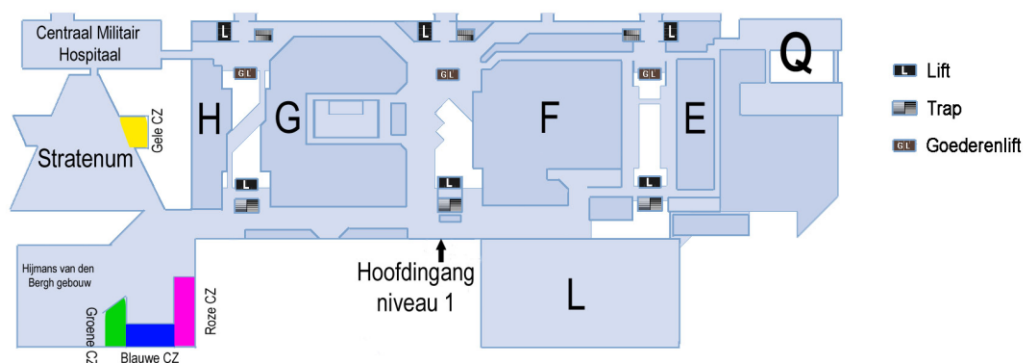 Centraal Militair
Hospitaal
Stratenum
Gele CZ
Hijmans van den
Bergh gebouw
Groene CZ
Blauwe CZ
Roze CZ
H
G
F
E
Q
L
L
L
L
GL
GL
GL
L
L
L
Hoofdingang
niveau 1
L
L Lift
Trap
GL Goederenlift